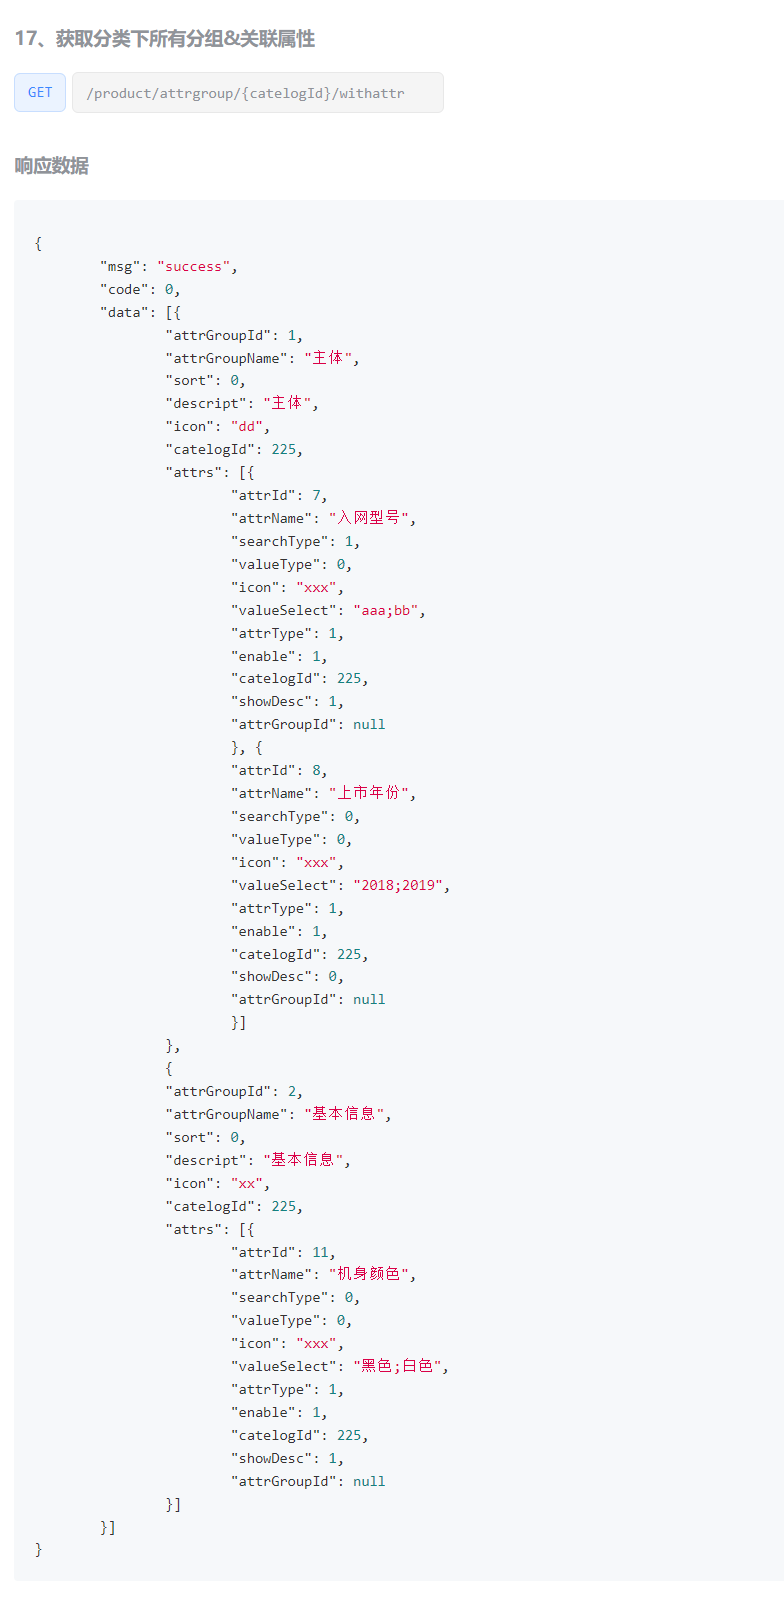 17、获取分类下所有分组&关联属性
GET /product/attrgroup/{catelogId}/withattr
响应数据
{
"msg": "success",
"code": 0,
"data": [{
"attrGroupId": 1,
"attrGroupName": "主体",
"sort": 0,
"descript": "主体",
"icon": "dd",
"catelogId": 225,
"attrs": [{
"attrId": 7,
"attrName": "入网型号",
"searchType": 1,
"valueType": 0,
"icon": "xxx",
"valueSelect": "aaa;bb",
"attrType": 1,
"enable": 1,
"catelogId": 225,
"showDesc": 1,
"attrGroupId": null
}, {
"attrId": 8,
"attrName": "上市年份",
"searchType": 0,
"valueType": 0,
"icon": "xxx",
"valueSelect": "2018;2019",
"attrType": 1,
"enable": 1,
"catelogId": 225,
"showDesc": 0,
"attrGroupId": null
}]
},
{
"attrGroupId": 2,
"attrGroupName": "基本信息",
"sort": 0,
"descript": "基本信息",
"icon": "xx",
"catelogId": 225,
"attrs": [{
"attrId": 11,
"attrName": "机身颜色",
"searchType": 0,
"valueType": 0,
"icon": "xxx",
"valueSelect": "黑色;白色",
"attrType": 1,
"enable": 1,
"catelogId": 225,
"showDesc": 1,
"attrGroupId": null
}]
}]
}